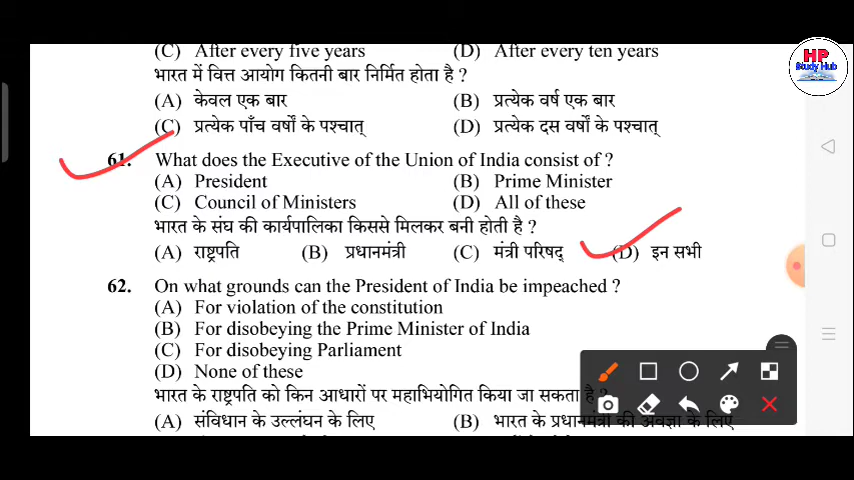 (C) After every five years (D) After every ten years
भारत में वित्त आयोग कितनी बार निर्मित होता है ?
(A) केवल एक बार (B) प्रत्येक वर्ष एक बार
(C) प्रत्येक पाँच वर्षों के पश्चात् (D) प्रत्येक दस वर्षों के पश्चात्
61. What does the Executive of the Union of India consist of ?
(A) President (B) Prime Minister
(C) Council of Ministers (D) All of these
भारत के संघ की कार्यपालिका किससे मिलकर बनी होती है ?
(A) राष्ट्रपति (B) प्रधानमंत्री (C) मंत्री परिषद् (D) इन सभी
62. On what grounds can the President of India be impeached ?
(A) For violation of the constitution
(B) For disobeying the Prime Minister of India
(C) For disobeying Parliament
(D) None of these
भारत के राष्ट्रपति को किन आधारों पर महाभियोगित किया जा सकता है ?
(A) संविधान के उल्लंघन के लिए (B) भारत के प्रधानमंत्री की अवज्ञा के लिए
HP
Study Hub